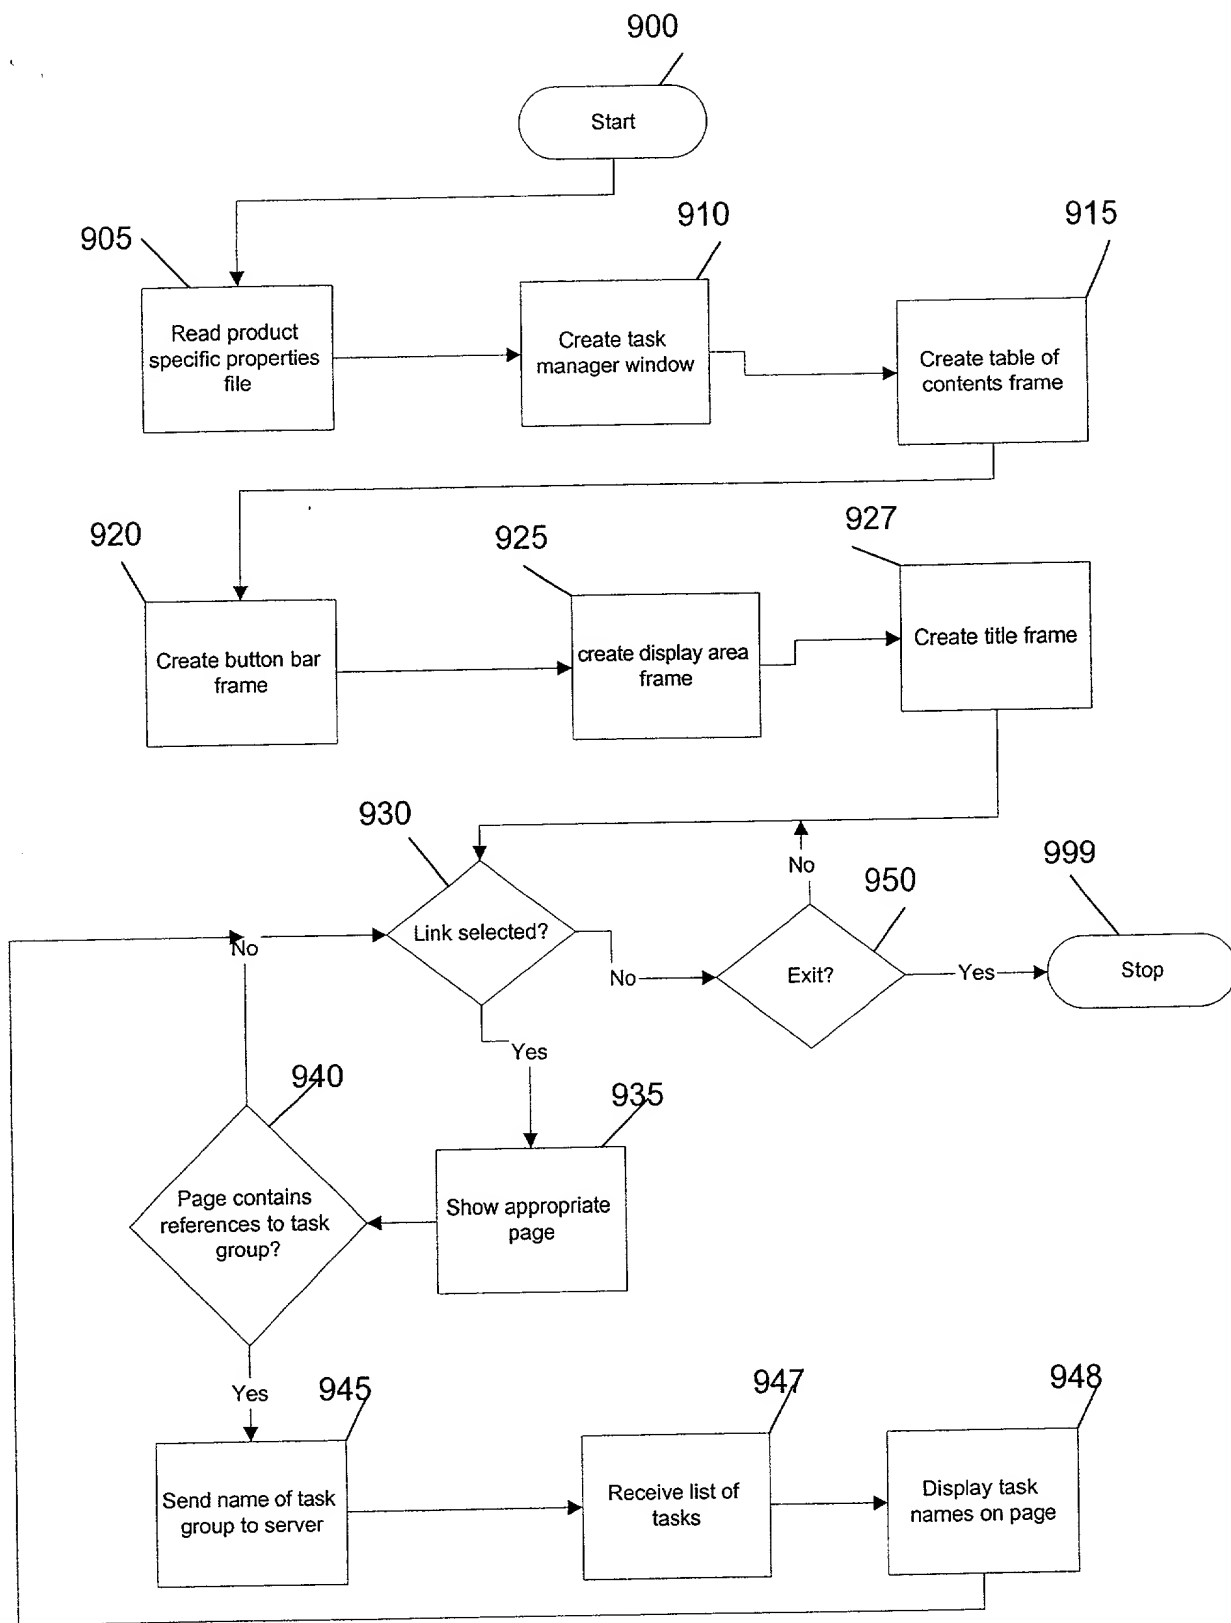 900
Start
905
910
915
Read product
specific properties
file
Create task
manager window
Create table of
contents frame
920
925
927
Create button bar
frame
create display area
frame
Create title frame
930
No
950
999
No
Link selected?
No
Exit?
Yes
Stop
Yes
940
935
Page contains
references to task
group?
Show appropriate
page
Yes
945
947
948
Send name of task
group to server
Receive list of
tasks
Display task
names on page